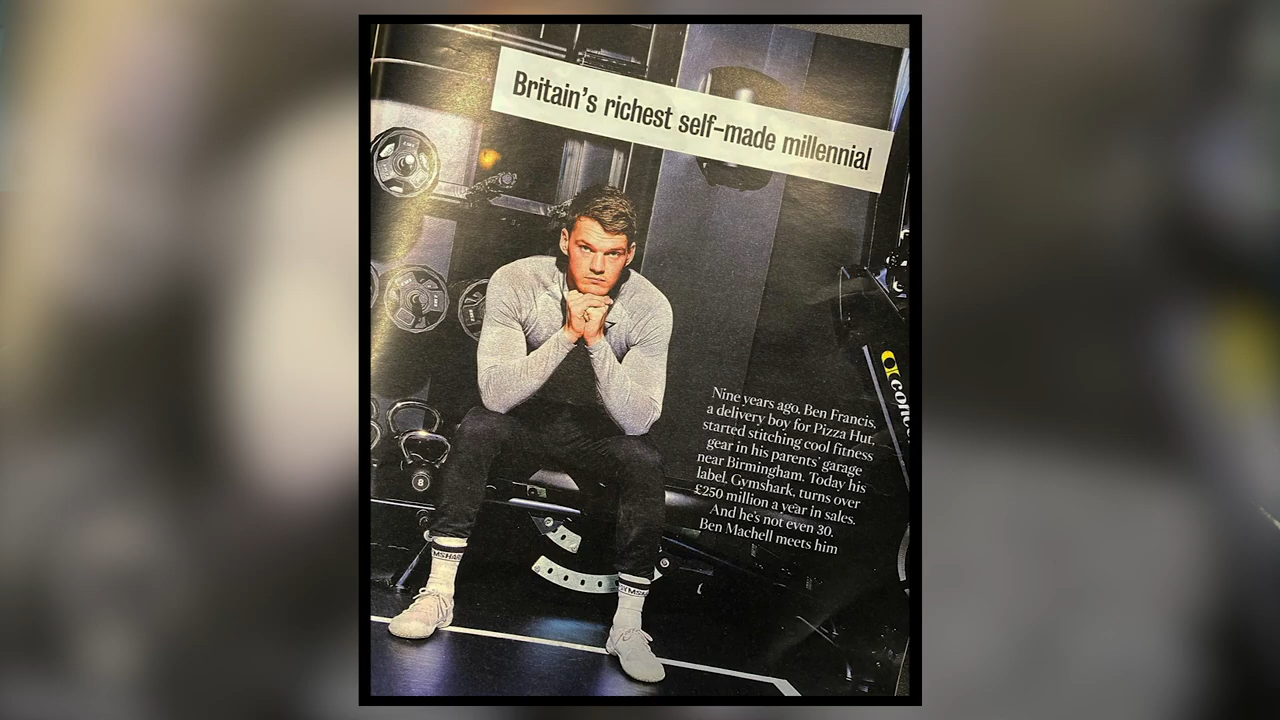 Britain's richest self-made millennial
Nine years ago, Ben Francis,
a delivery boy for Pizza Hut,
started stitching cool fitness
gear in his parents' garage
near Birmingham. Today his
label, Gymshark, turns over
£250 million a year in sales.
And he's not even 30.
Ben Machell meets him
8